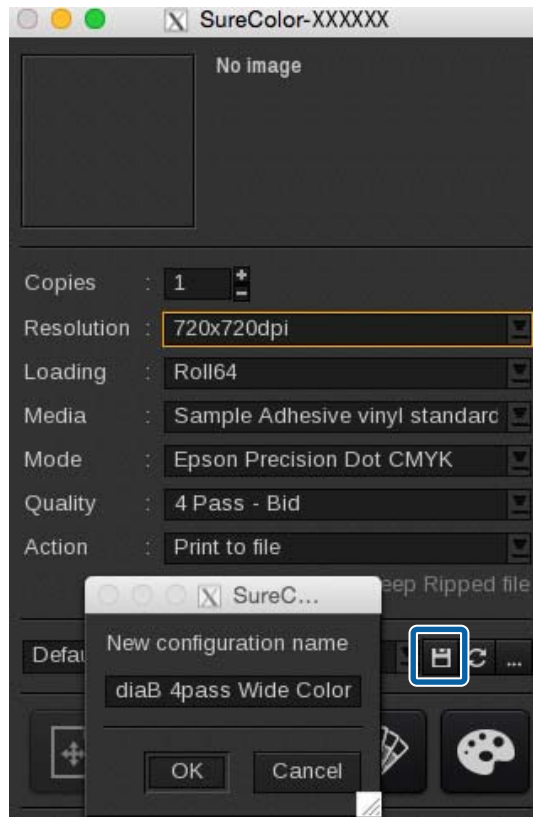 SureColor-XXXXXX
No image
Copies : 1
Resolution : 720x720dpi
Loading : Roll64
Media : Sample Adhesive vinyl standard
Mode : Epson Precision Dot CMYK
Quality : 4 Pass - Bid
Action : Print to file
eep Ripped file
SureC...
Defau
...
New configuration name
diaB 4pass Wide Color
OK Cancel